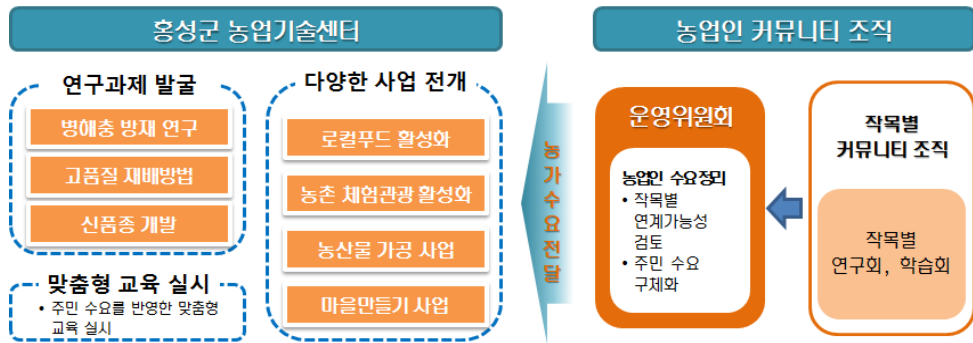 홍성군 농업기술센터
연구과제 발굴
병해충 방재 연구
고품질 재배방법
신품종 개발
맞춤형 교육 실시
• 주민 수요를 반영한 맞춤형
교육 실시
다양한 사업 전개
로컬푸드 활성화
농촌 체험관광 활성화
농산물 가공 사업
마을만들기 사업
농가수요전달
농업인 커뮤니티 조직
운영위원회
농업인 수요정리
• 작목별
연계가능성
검토
• 주민 수요
구체화
작목별
커뮤니티 조직
작목별
연구회, 학습회